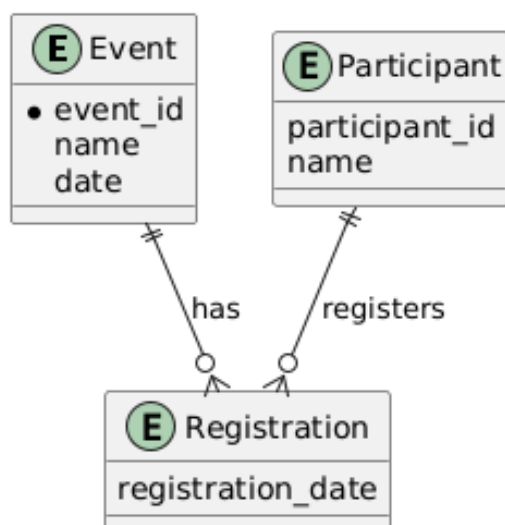 E Event
* event_id
name
date
E Participant
participant_id
name
has
registers
E Registration
registration_date